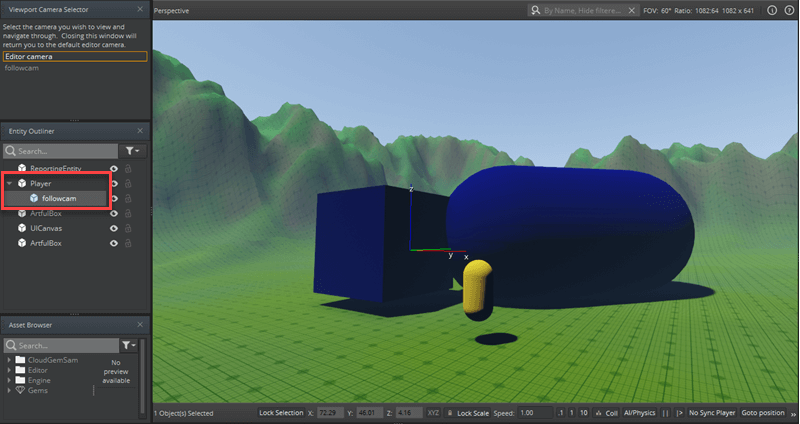 Viewport Camera Selector
Select the camera you wish to view and
navigate through. Closing this window will
return you to the default editor camera.
Editor camera
followcam
Entity Outliner
Search...
ReportingEntity
Player
followcam
ArtfulBox
UICanvas
ArtfulBox
Asset Browser
Search...
CloudGemSam
Editor
Engine
Gems
No
preview
available
Perspective
By Name, Hide filtere...
FOV: 60° Ratio: 1082:64 1082 x 641
z
y
x
1 Object(s) Selected
Lock Selection X: 72.29 Y: 48.01 Z: 4.16 XYZ Lock Scale Speed: 1.00 .1 1 10 Coll AI/Physics No Sync Player Goto position